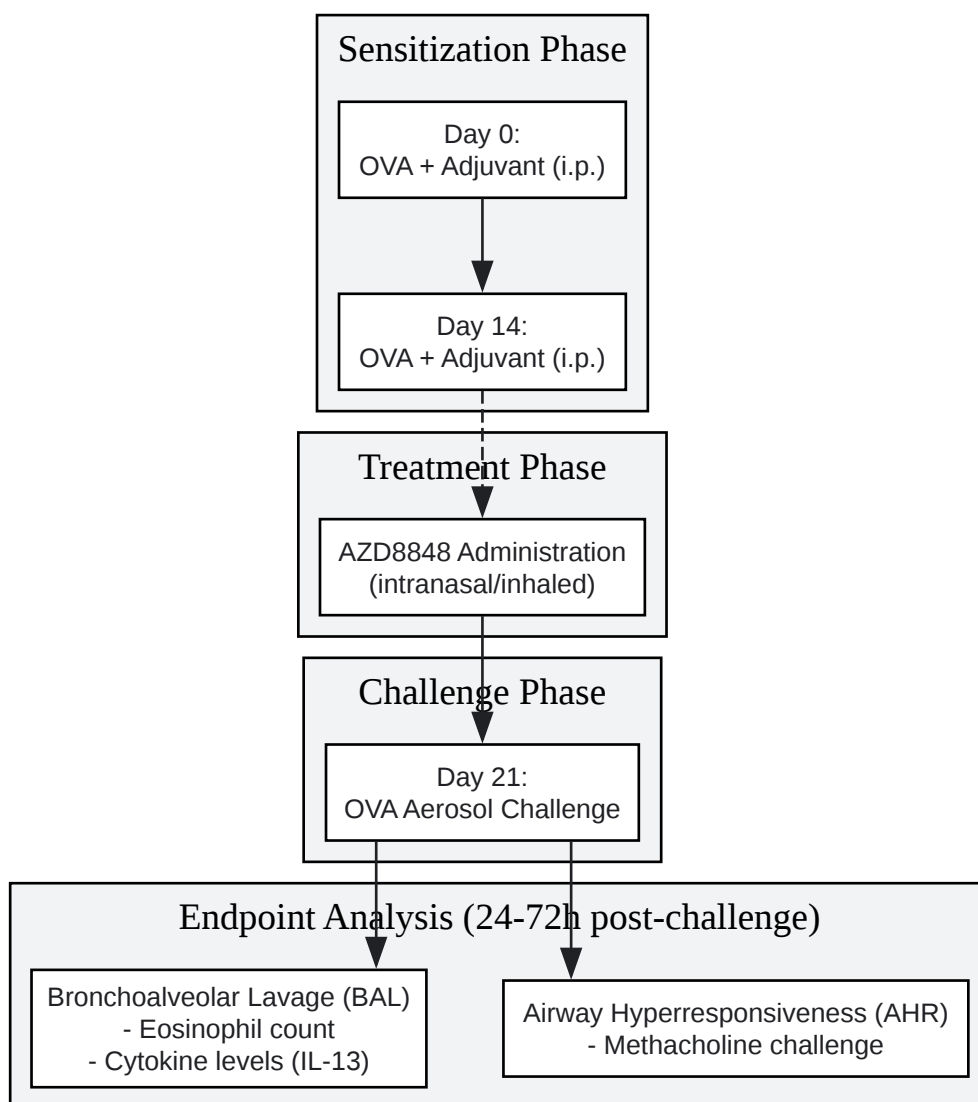 Sensitization Phase
Day 0:
OVA + Adjuvant (i.p.)
Day 14:
OVA + Adjuvant (i.p.)
Treatment Phase
AZD8848 Administration
(intranasal/inhaled)
Challenge Phase
Day 21:
OVA Aerosol Challenge
Endpoint Analysis (24-72h post-challenge)
Bronchoalveolar Lavage (BAL)
- Eosinophil count
- Cytokine levels (IL-13)
Airway Hyperresponsiveness (AHR)
- Methacholine challenge